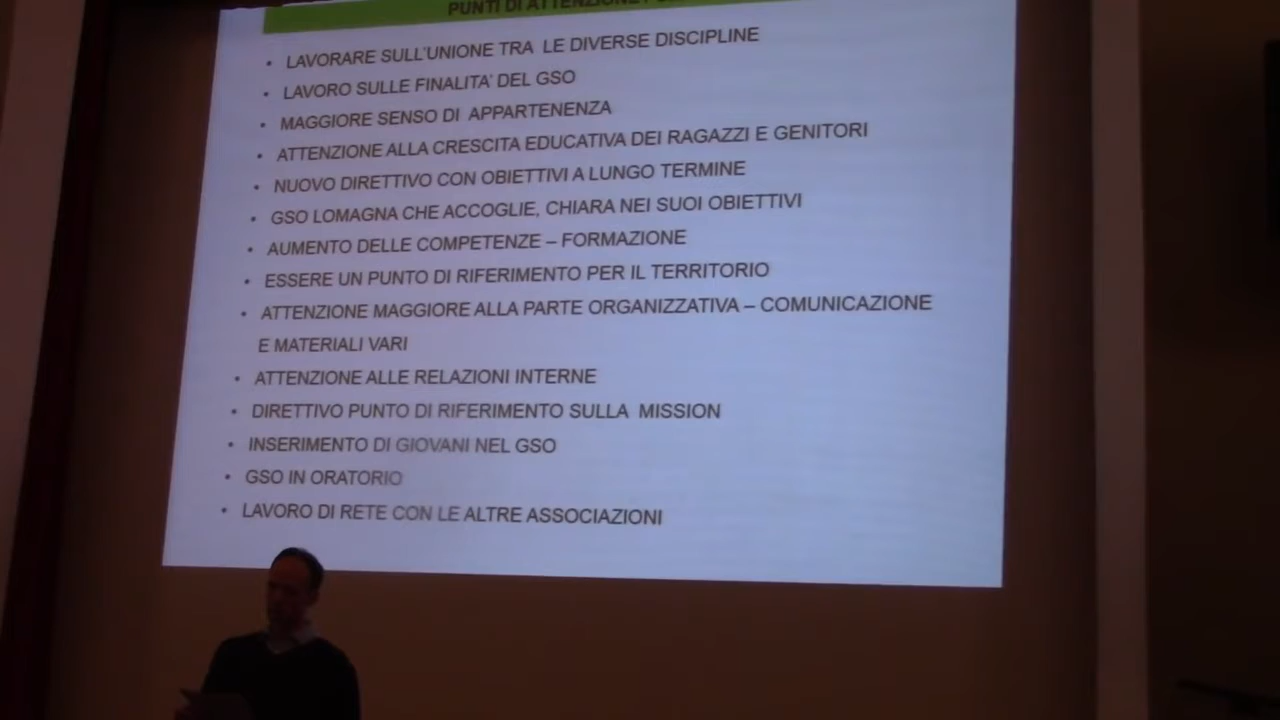 PUNTI DI ATTENZIONE
• LAVORARE SULL'UNIONE TRA LE DIVERSE DISCIPLINE
• LAVORO SULLE FINALITA' DEL GSO
• MAGGIORE SENSO DI APPARTENENZA
• ATTENZIONE ALLA CRESCITA EDUCATIVA DEI RAGAZZI E GENITORI
• NUOVO DIRETTIVO CON OBIETTIVI A LUNGO TERMINE
• GSO LOMAGNA CHE ACCOGLIE, CHIARA NEI SUOI OBIETTIVI
• AUMENTO DELLE COMPETENZE – FORMAZIONE
• ESSERE UN PUNTO DI RIFERIMENTO PER IL TERRITORIO
• ATTENZIONE MAGGIORE ALLA PARTE ORGANIZZATIVA – COMUNICAZIONE
E MATERIALI VARI
• ATTENZIONE ALLE RELAZIONI INTERNE
• DIRETTIVO PUNTO DI RIFERIMENTO SULLA MISSION
• INSERIMENTO DI GIOVANI NEL GSO
• GSO IN ORATORIO
• LAVORO DI RETE CON LE ALTRE ASSOCIAZIONI